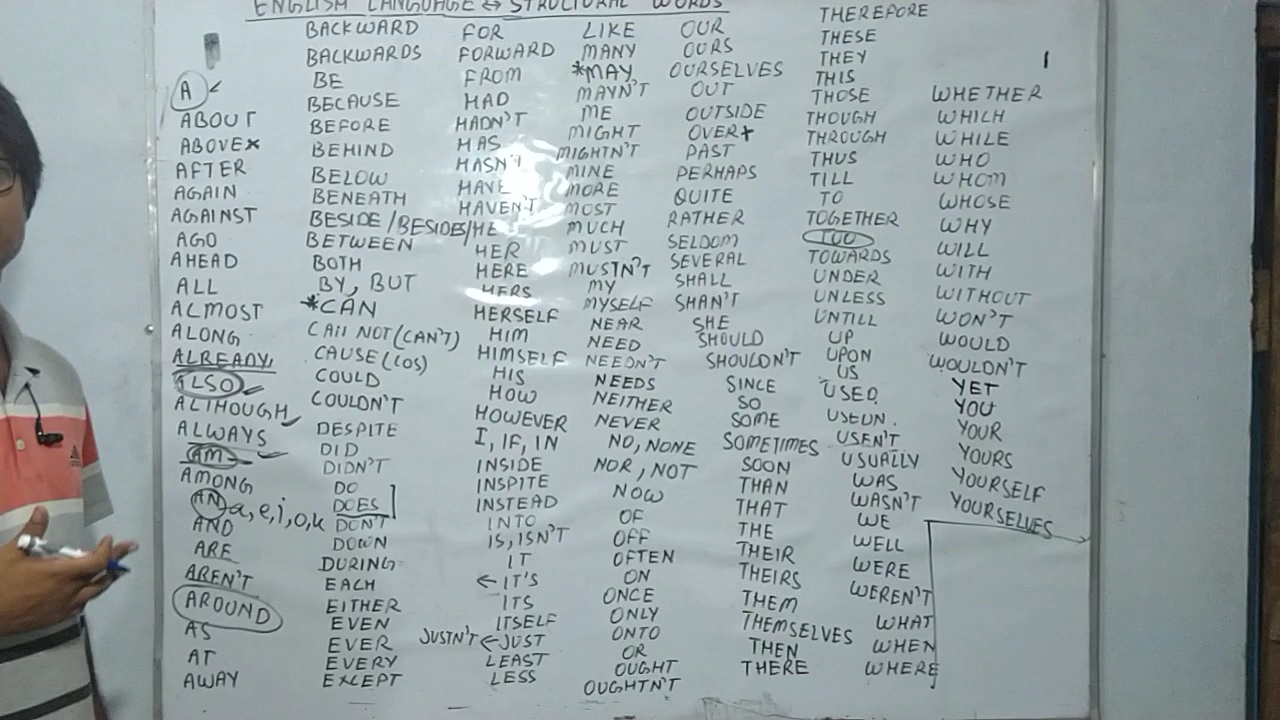 ENGLISH LANGUAGE ↔ STRUCTURAL WORDS
A
ABOUT
ABOVE×
AFTER
AGAIN
AGAINST
AGO
AHEAD
ALL
ALMOST
ALONG
ALREADY
ALSO
ALTHOUGH
ALWAYS
AM
AMONG
AN a, e, i, o, u
AND
ARE
AREN'T
AROUND
AS
AT
AWAY
BACKWARD
BACKWARDS
BE
BECAUSE
BEFORE
BEHIND
BELOW
BENEATH
BESIDE/BESIDES/
BETWEEN
BOTH
BY, BUT
*CAN
CAN NOT (CAN'T)
CAUSE (COS)
COULD
COULDN'T
DESPITE
DID
DIDN'T
DO
DOES
DON'T
DOWN
DURING
EACH
EITHER
EVEN
EVER
EVERY
EXCEPT
FOR
FORWARD
FROM
HAD
HADN'T
HAS
HASN'T
HAVE
HAVEN'T
HE
HER
HERE
HERS
HERSELF
HIM
HIMSELF
HIS
HOW
HOWEVER
I, IF, IN
INSIDE
INSPITE
INSTEAD
INTO
IS, ISN'T
IT
← IT'S
ITS
ITSELF
JUSTN'T ← JUST
LEAST
LESS
LIKE
MANY
*MAY
MAYN'T
ME
MIGHT
MIGHTN'T
MINE
MORE
MOST
MUCH
MUST
MUSTN'T
MY
MYSELF
NEAR
NEED
NEEDN'T
NEEDS
NEITHER
NEVER
NO, NONE
NOR, NOT
NOW
OF
OFF
OFTEN
ON
ONCE
ONLY
ONTO
OR
OUGHT
OUGHTN'T
OUR
OURS
OURSELVES
OUT
OUTSIDE
OVER×
PAST
PERHAPS
QUITE
RATHER
SELDOM
SEVERAL
SHALL
SHAN'T
SHE
SHOULD
SHOULDN'T
SINCE
SO
SOME
SOMETIMES
SOON
THAN
THAT
THE
THEIR
THEIRS
THEM
THEMSELVES
THEN
THERE
THEREFORE
THESE
THEY
THIS
THOSE
THOUGH
THROUGH
THUS
TILL
TO
TOGETHER
TOO
TOWARDS
UNDER
UNLESS
UNTILL
UP
UPON
US
USED
USEDN.
USEN'T
USUALLY
WAS
WASN'T
WE
WELL
WERE
WEREN'T
WHAT
WHEN
WHERE
WHETHER
WHICH
WHILE
WHO
WHOM
WHOSE
WHY
WILL
WITH
WITHOUT
WON'T
WOULD
WOULDN'T
YET
YOU
YOUR
YOURS
YOURSELF
YOURSELVES